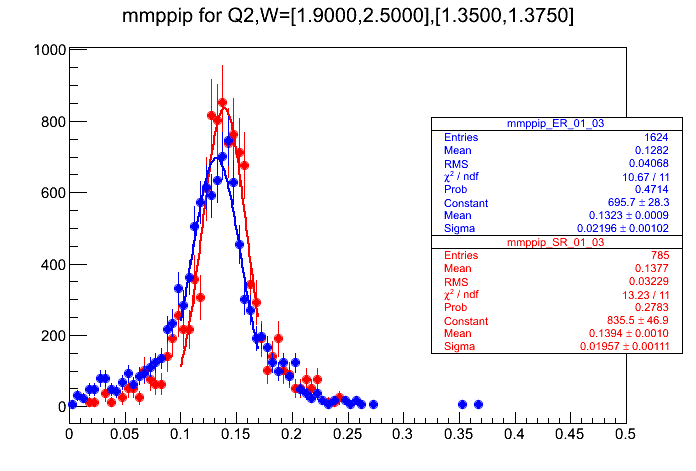 mmppip for Q2,W=[1.9000,2.5000],[1.3500,1.3750]
1000
800
600
400
200
0
0 0.05 0.1 0.15 0.2 0.25 0.3 0.35 0.4 0.45 0.5
mmppip_ER_01_03
Entries 1624
Mean 0.1282
RMS 0.04068
χ² / ndf 10.67 / 11
Prob 0.4714
Constant 695.7 ± 28.3
Mean 0.1323 ± 0.0009
Sigma 0.02196 ± 0.00102
mmppip_SR_01_03
Entries 785
Mean 0.1377
RMS 0.03229
χ² / ndf 13.23 / 11
Prob 0.2783
Constant 835.5 ± 46.9
Mean 0.1394 ± 0.0010
Sigma 0.01957 ± 0.00111